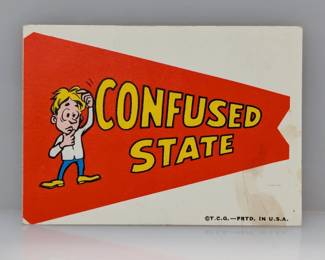 CONFUSED
STATE
©T.C.G.—PRTD. IN U.S.A.